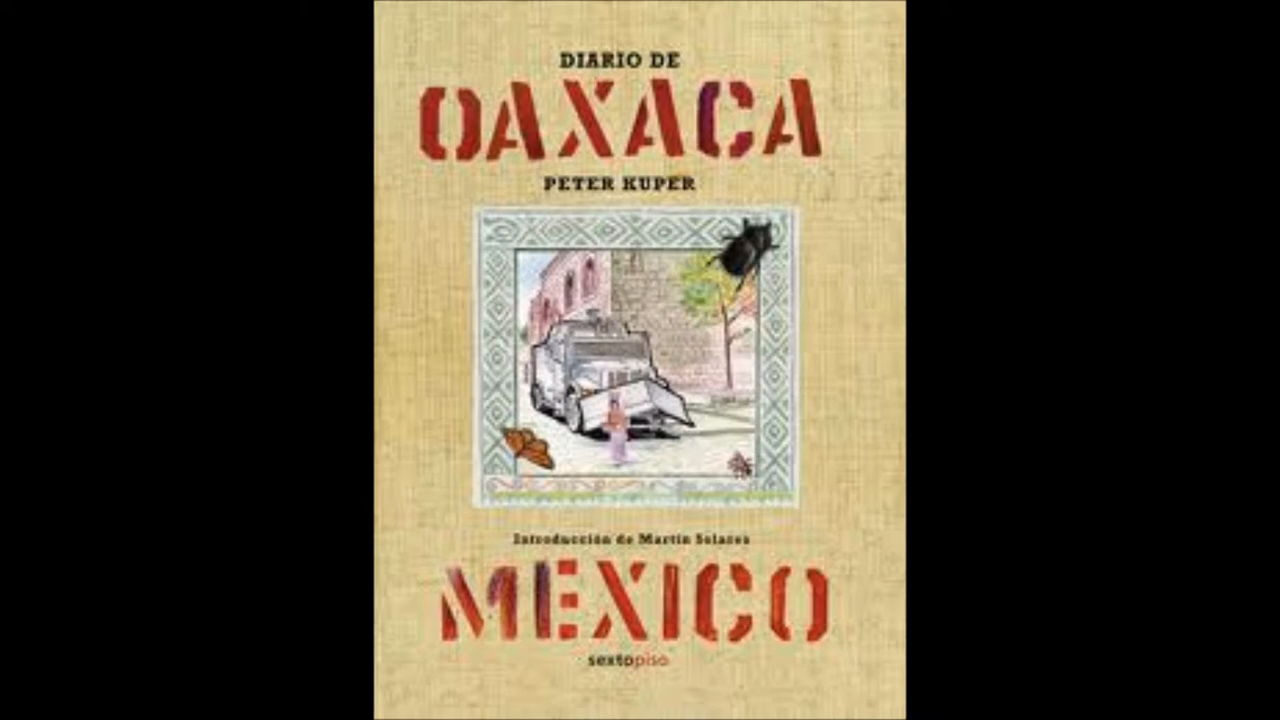 DIARIO DE
OAXACA
PETER KUPER
Introducción de Martín Solares
MEXICO
sextopiso